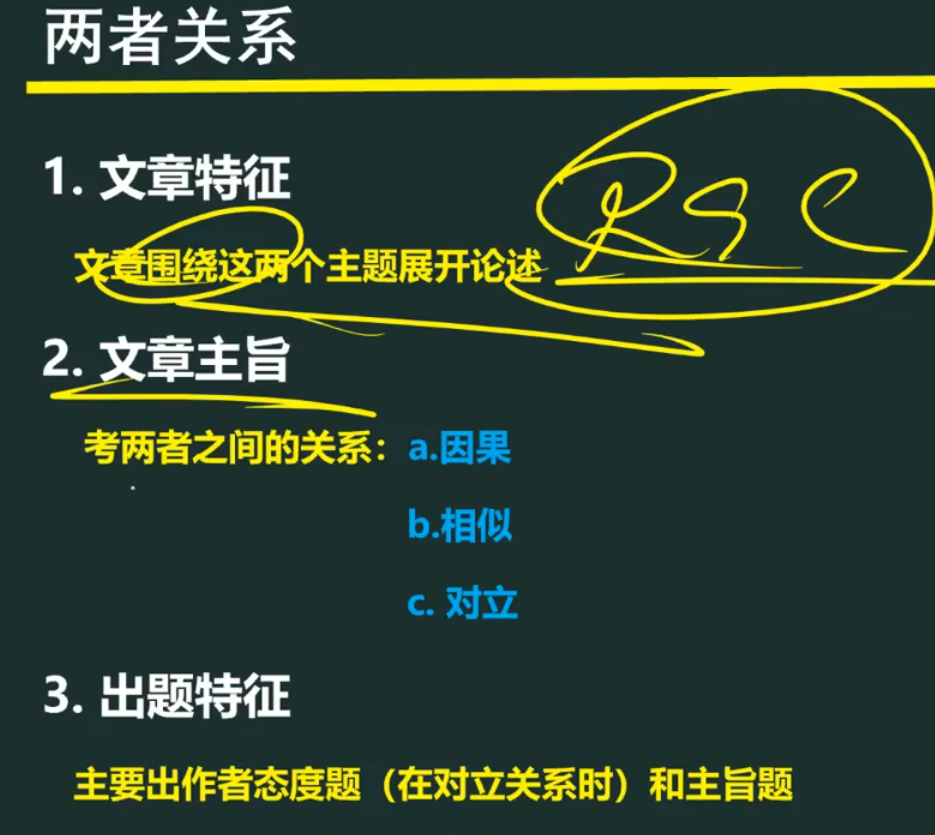 两者关系
1. 文章特征
文章围绕这两个主题展开论述
2. 文章主旨
考两者之间的关系：a.因果
b.相似
c. 对立
3. 出题特征
主要出作者态度题（在对立关系时）和主旨题